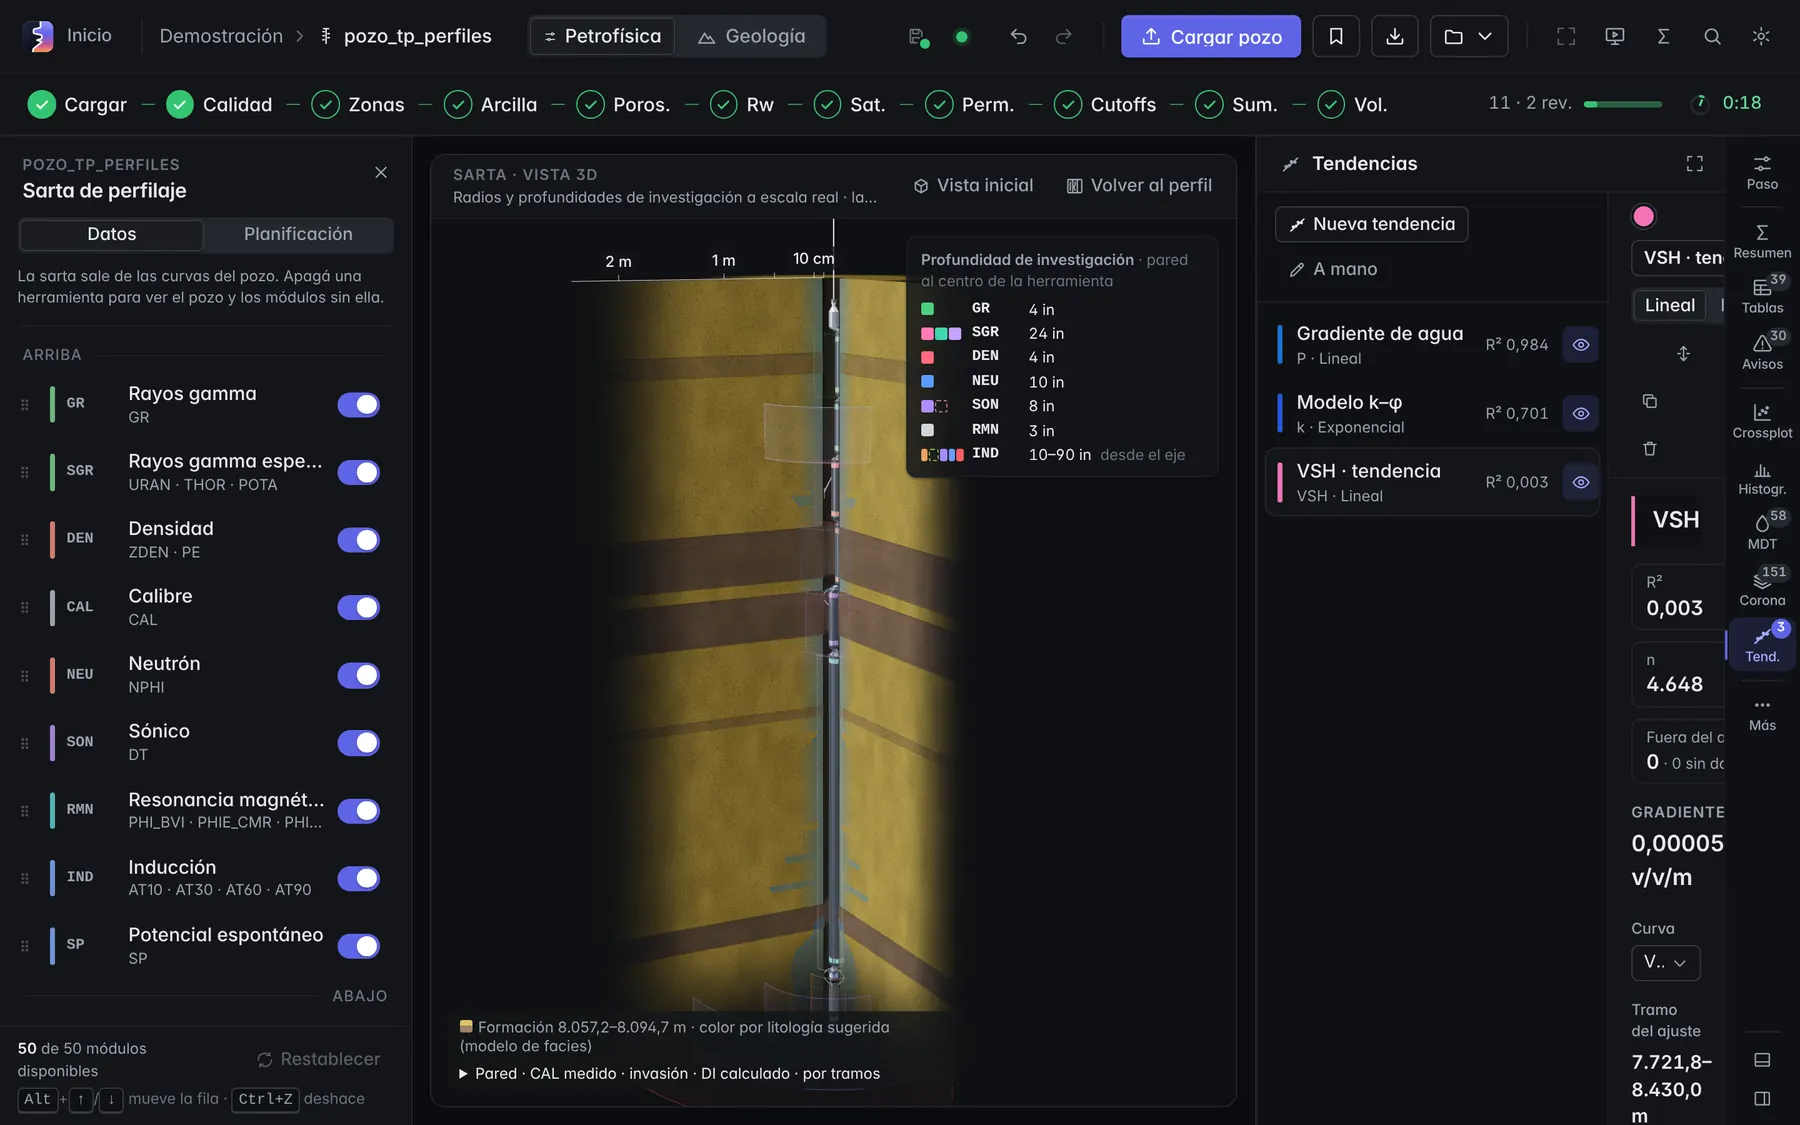 Inicio
Demostración
pozo_tp_perfiles
Petrofísica
Geología
Cargar pozo
Cargar
Calidad
Zonas
Arcilla
Poros.
Rw
Sat.
Perm.
Cutoffs
Sum.
Vol.
11 · 2 rev.
0:18
POZO_TP_PERFILES
Sarta de perfilaje
Datos
Planificación
La sarta sale de las curvas del pozo. Apagá una
herramienta para ver el pozo y los módulos sin ella.
ARRIBA
GR
Rayos gamma
GR
SGR
Rayos gamma espe...
URAN · THOR · POTA
DEN
Densidad
ZDEN · PE
CAL
Calibre
CAL
NEU
Neutrón
NPHI
SON
Sónico
DT
RMN
Resonancia magnét...
PHI_BVI · PHIE_CMR · PHI...
IND
Inducción
AT10 · AT30 · AT60 · AT90
SP
Potencial espontáneo
SP
ABAJO
50 de 50 módulos
disponibles
Restablecer
Alt + ↑ / ↓ mueve la fila · Ctrl+Z deshace
SARTA · VISTA 3D
Radios y profundidades de investigación a escala real · la...
Vista inicial
Volver al perfil
2 m
1 m
10 cm
Profundidad de investigación · pared
al centro de la herramienta
GR 4 in
SGR 24 in
DEN 4 in
NEU 10 in
SON 8 in
RMN 3 in
IND 10–90 in desde el eje
Formación 8.057,2–8.094,7 m · color por litología sugerida
(modelo de facies)
Pared · CAL medido · invasión · DI calculado · por tramos
Tendencias
Nueva tendencia
A mano
Gradiente de agua
P · Lineal
R² 0,984
Modelo k–φ
k · Exponencial
R² 0,701
VSH · tendencia
VSH · Lineal
R² 0,003
VSH · ten
Lineal
VSH
R²
0,003
n
4.648
Fuera del a
0 · 0 sin da
GRADIENTE
0,00005
v/v/m
Curva
V..
Tramo
del ajuste
7.721,8–
8.430,0
m
Paso
Resumen
39
Tablas
30
Avisos
Crossplot
Histogr.
58
MDT
151
Corona
3
Tend.
Más